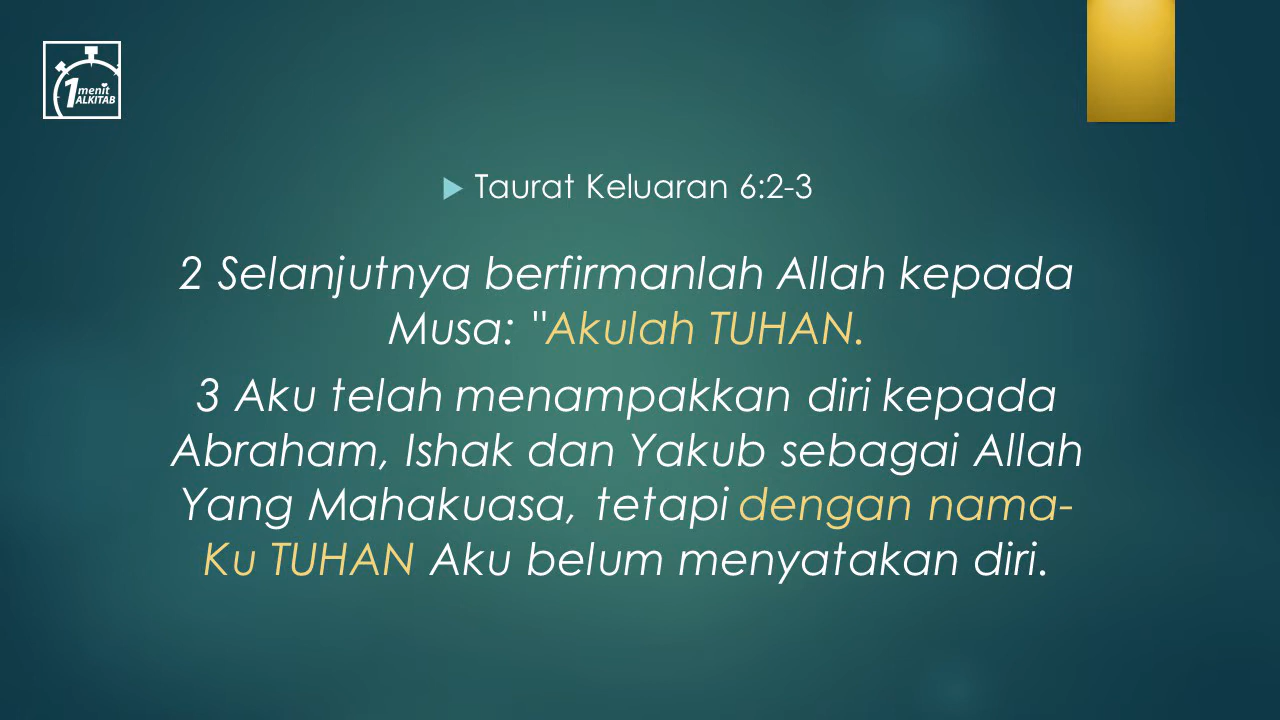 1 menit
ALKITAB
Taurat Keluaran 6:2-3
2 Selanjutnya berfirmanlah Allah kepada
Musa: "Akulah TUHAN.
3 Aku telah menampakkan diri kepada
Abraham, Ishak dan Yakub sebagai Allah
Yang Mahakuasa, tetapi dengan nama-
Ku TUHAN Aku belum menyatakan diri.